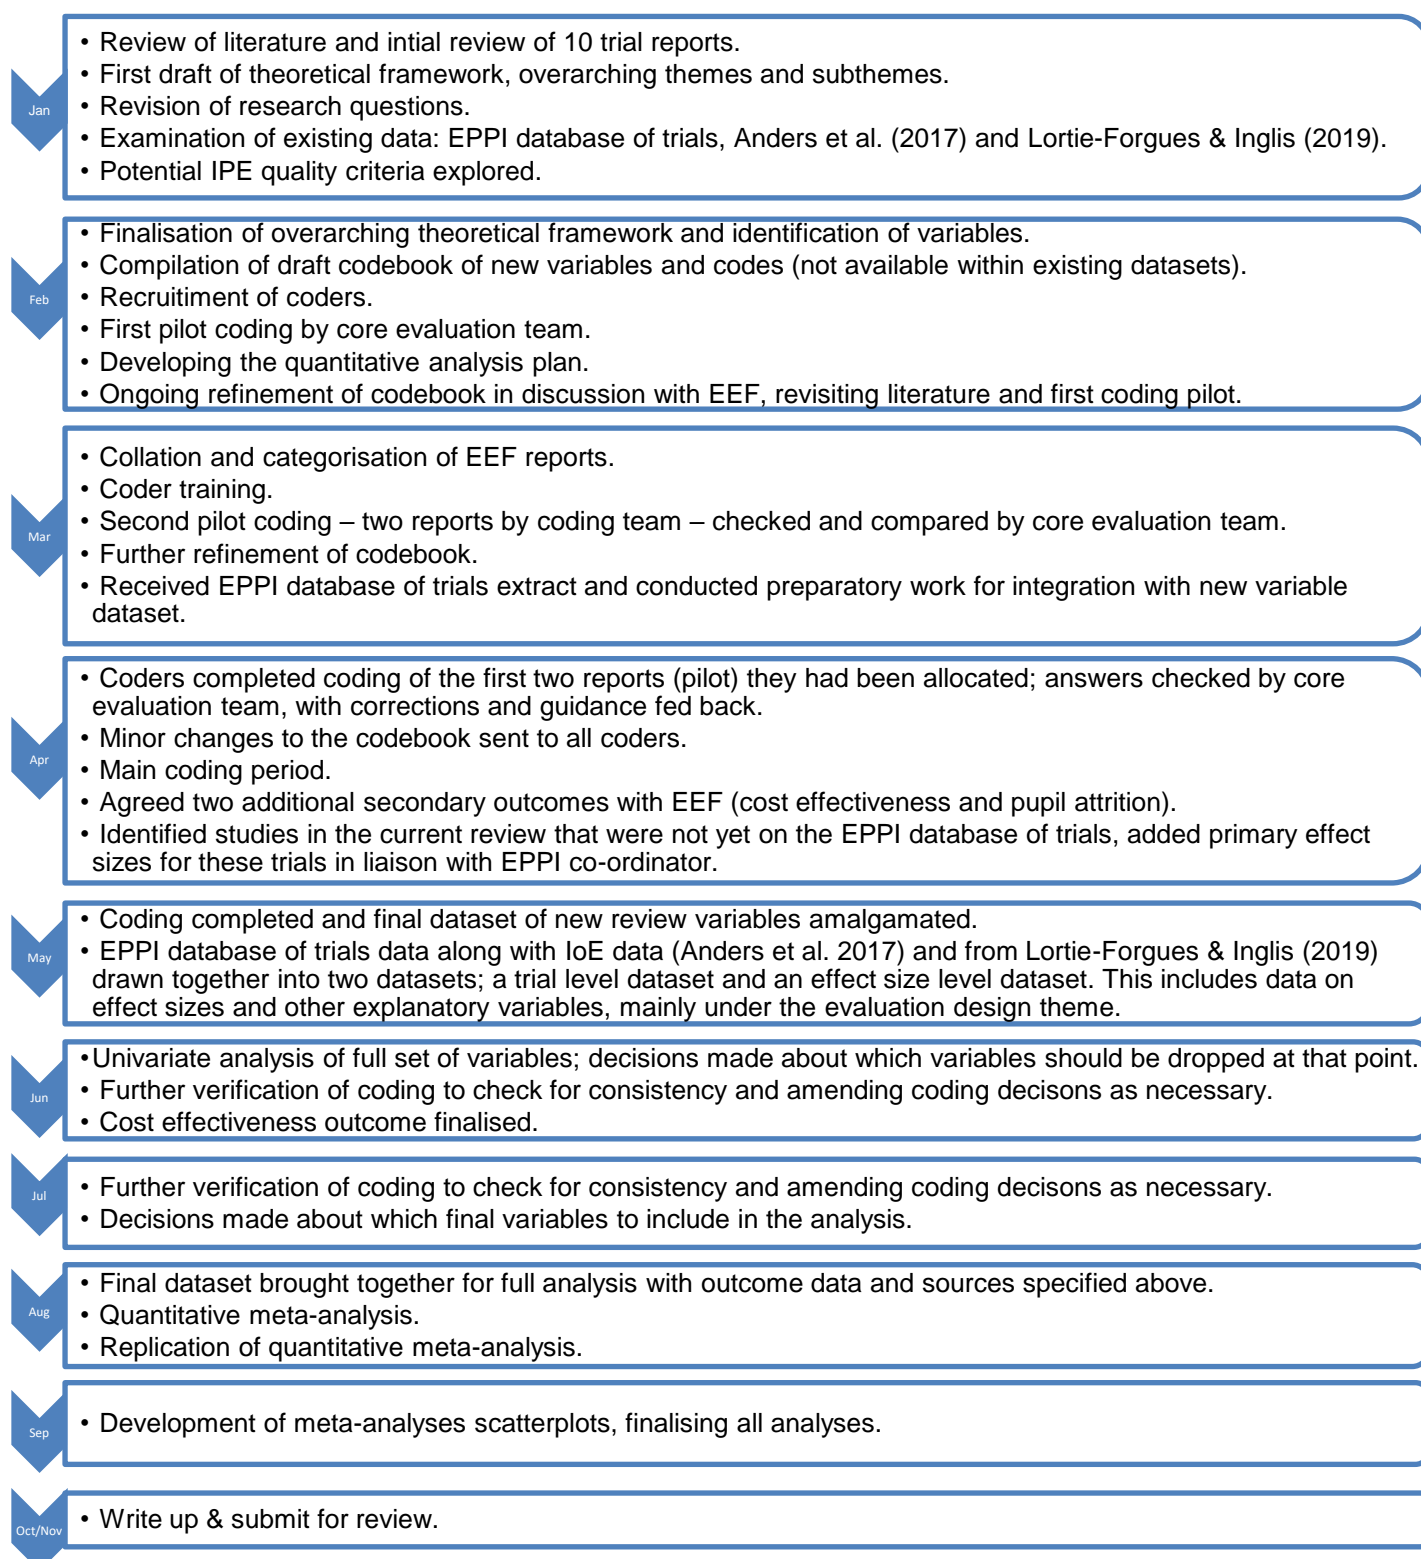 • Review of literature and intial review of 10 trial reports.
• First draft of theoretical framework, overarching themes and subthemes.
Jan
• Revision of research questions.
• Examination of existing data: EPPI database of trials, Anders et al. (2017) and Lortie-Forgues & Inglis (2019).
• Potential IPE quality criteria explored.
• Finalisation of overarching theoretical framework and identification of variables.
• Compilation of draft codebook of new variables and codes (not available within existing datasets).
Feb
• Recruitiment of coders.
• First pilot coding by core evaluation team.
• Developing the quantitative analysis plan.
• Ongoing refinement of codebook in discussion with EEF, revisiting literature and first coding pilot.
• Collation and categorisation of EEF reports.
• Coder training.
Mar
• Second pilot coding – two reports by coding team – checked and compared by core evaluation team.
• Further refinement of codebook.
• Received EPPI database of trials extract and conducted preparatory work for integration with new variable
dataset.
• Coders completed coding of the first two reports (pilot) they had been allocated; answers checked by core
evaluation team, with corrections and guidance fed back.
• Minor changes to the codebook sent to all coders.
Apr
• Main coding period.
• Agreed two additional secondary outcomes with EEF (cost effectiveness and pupil attrition).
• Identified studies in the current review that were not yet on the EPPI database of trials, added primary effect
sizes for these trials in liaison with EPPI co-ordinator.
• Coding completed and final dataset of new review variables amalgamated.
May
• EPPI database of trials data along with IoE data (Anders et al. 2017) and from Lortie-Forgues & Inglis (2019)
drawn together into two datasets; a trial level dataset and an effect size level dataset. This includes data on
effect sizes and other explanatory variables, mainly under the evaluation design theme.
•Univariate analysis of full set of variables; decisions made about which variables should be dropped at that point.
Jun
• Further verification of coding to check for consistency and amending coding decisons as necessary.
• Cost effectiveness outcome finalised.
Jul
• Further verification of coding to check for consistency and amending coding decisons as necessary.
• Decisions made about which final variables to include in the analysis.
• Final dataset brought together for full analysis with outcome data and sources specified above.
Aug
• Quantitative meta-analysis.
• Replication of quantitative meta-analysis.
Sep
• Development of meta-analyses scatterplots, finalising all analyses.
Oct/Nov
• Write up & submit for review.